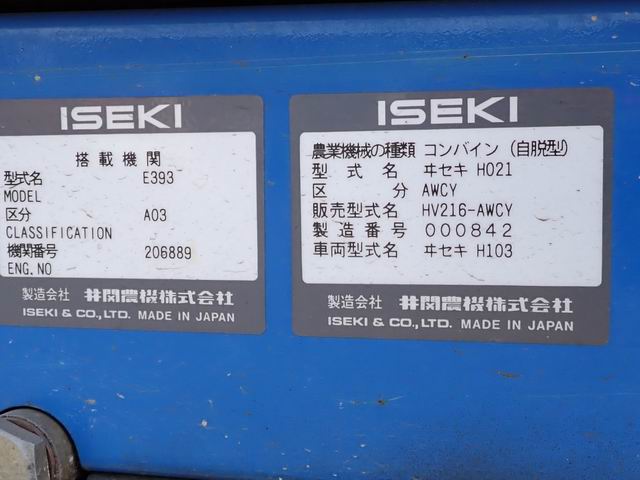 ISEKI
搭載機関
型式名 E393
MODEL
区分 A03
CLASSIFICATION
機関番号 206889
ENG.NO
製造会社 井関農機株式会社
ISEKI & CO., LTD. MADE IN JAPAN
ISEKI
農業機械の種類 コンバイン（自脱型）
型式名 ヰセキ HO21
区分 AWCY
販売型式名 HV216-AWCY
製造番号 000842
車両型式名 ヰセキ H103
製造会社 井関農機株式会社
ISEKI & CO., LTD. MADE IN JAPAN